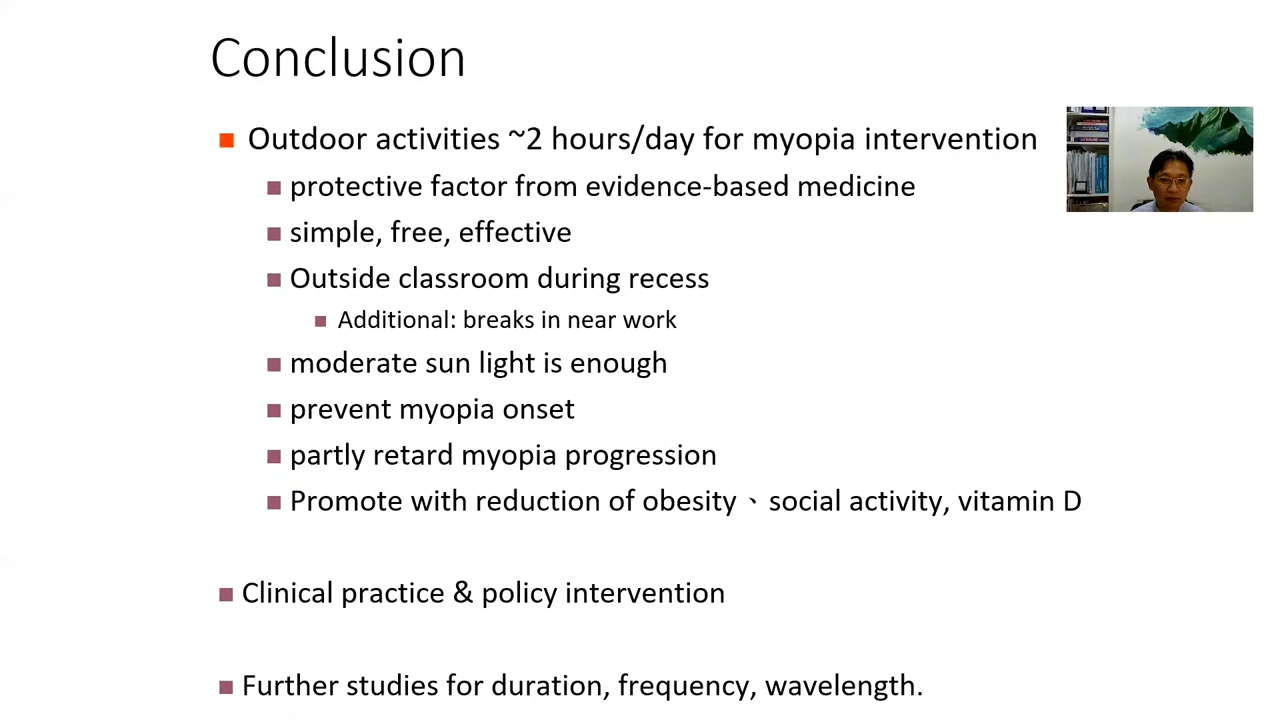 Conclusion
Outdoor activities ~2 hours/day for myopia intervention
protective factor from evidence-based medicine
simple, free, effective
Outside classroom during recess
Additional: breaks in near work
moderate sun light is enough
prevent myopia onset
partly retard myopia progression
Promote with reduction of obesity、social activity, vitamin D
Clinical practice & policy intervention
Further studies for duration, frequency, wavelength.